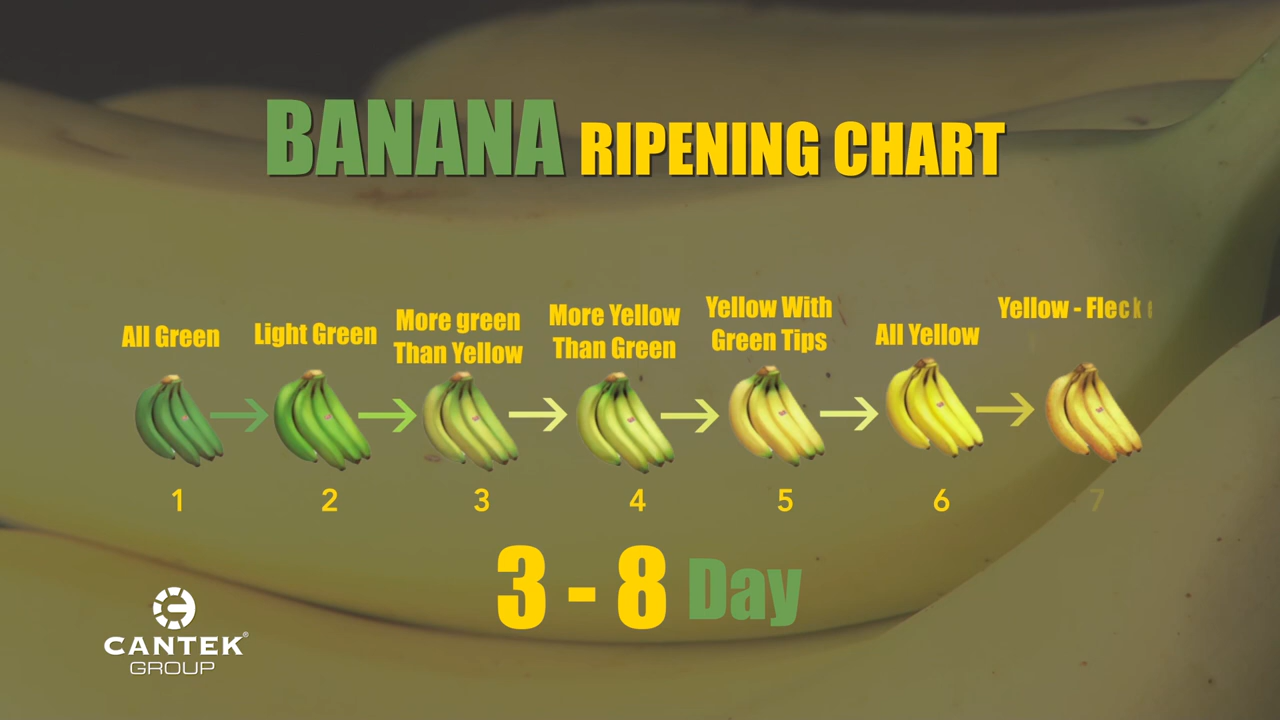 BANANA RIPENING CHART
All Green
Light Green
More green
Than Yellow
More Yellow
Than Green
Yellow With
Green Tips
All Yellow
Yellow - Fleck
1 2 3 4 5 6 7
3 - 8 Day
CANTEK®
GROUP